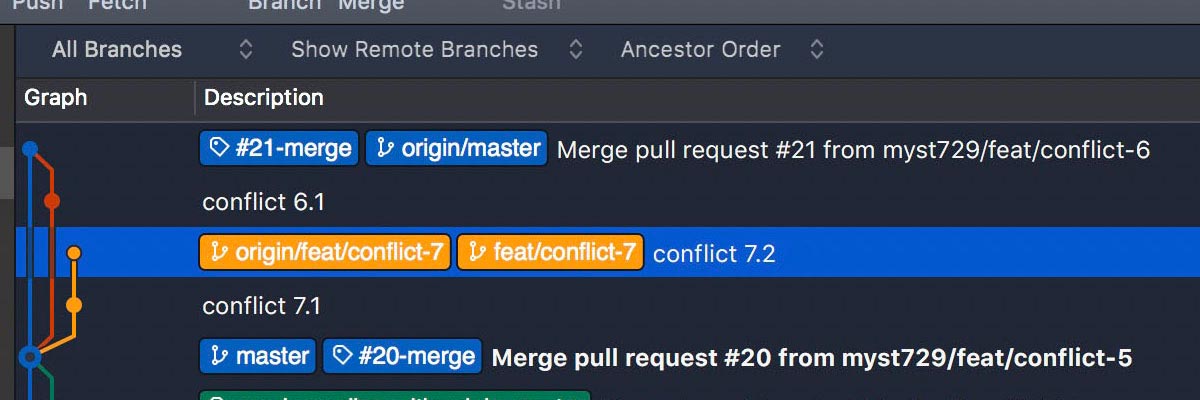 Push Fetch Branch Merge Stash
All Branches Show Remote Branches Ancestor Order
Graph Description
#21-merge origin/master Merge pull request #21 from myst729/feat/conflict-6
conflict 6.1
origin/feat/conflict-7 feat/conflict-7 conflict 7.2
conflict 7.1
master #20-merge Merge pull request #20 from myst729/feat/conflict-5